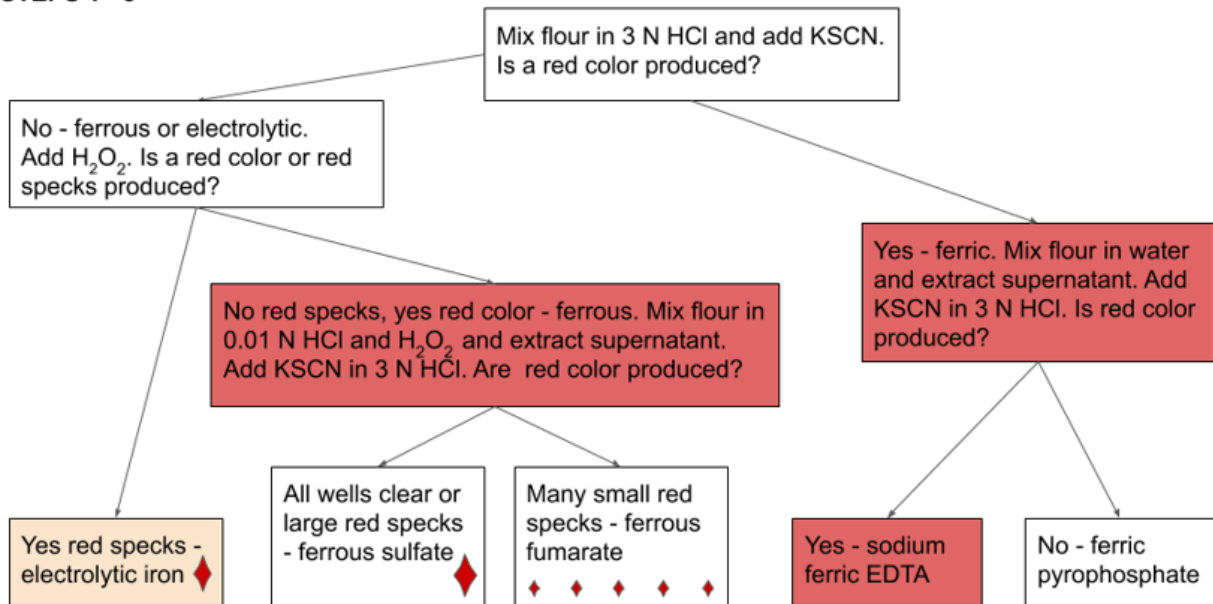 Mix flour in 3 N HCl and add KSCN.
Is a red color produced?
No - ferrous or electrolytic.
Add H₂O₂. Is a red color or red
specks produced?
Yes - ferric. Mix flour in water
and extract supernatant. Add
KSCN in 3 N HCl. Is red color
produced?
No red specks, yes red color - ferrous. Mix flour in
0.01 N HCl and H₂O₂ and extract supernatant.
Add KSCN in 3 N HCl. Are red color produced?
Yes red specks -
electrolytic iron
All wells clear or
large red specks
- ferrous sulfate
Many small red
specks - ferrous
fumarate
Yes - sodium
ferric EDTA
No - ferric
pyrophosphate